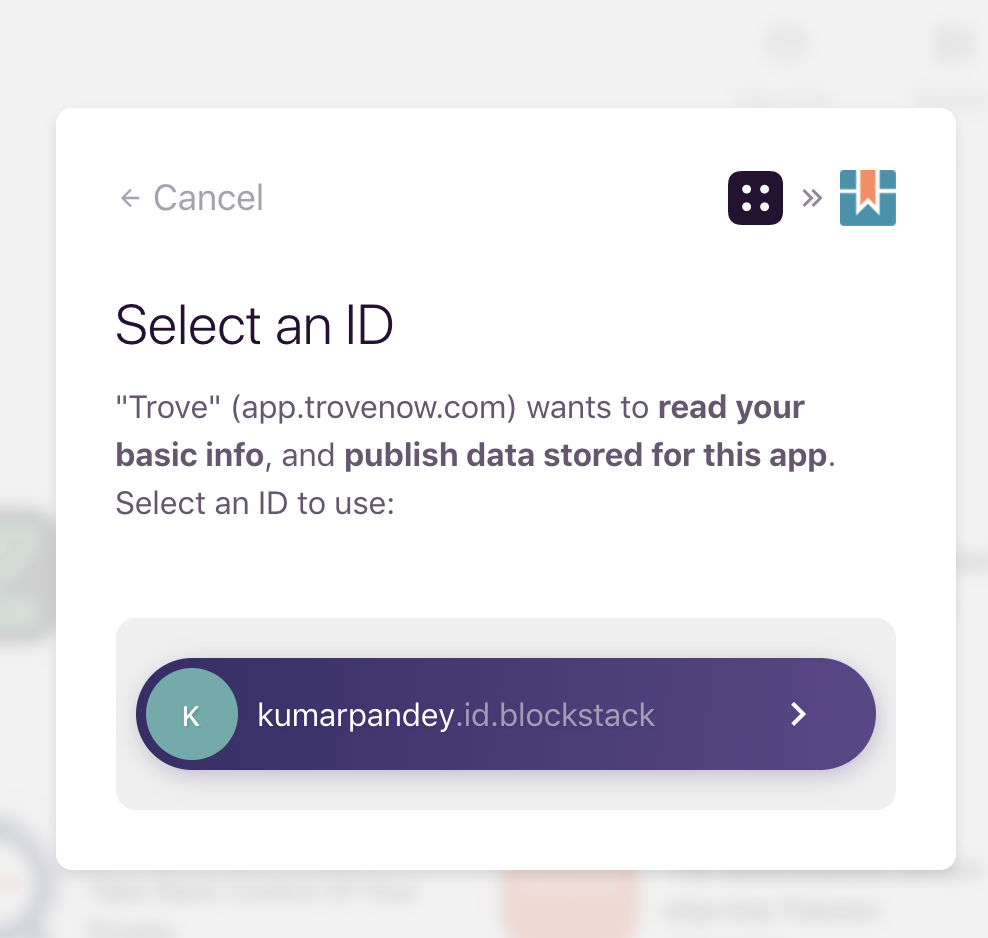 Cancel
Select an ID
"Trove" (app.trovenow.com) wants to read your
basic info, and publish data stored for this app.
Select an ID to use:
K
kumarpandey.id.blockstack